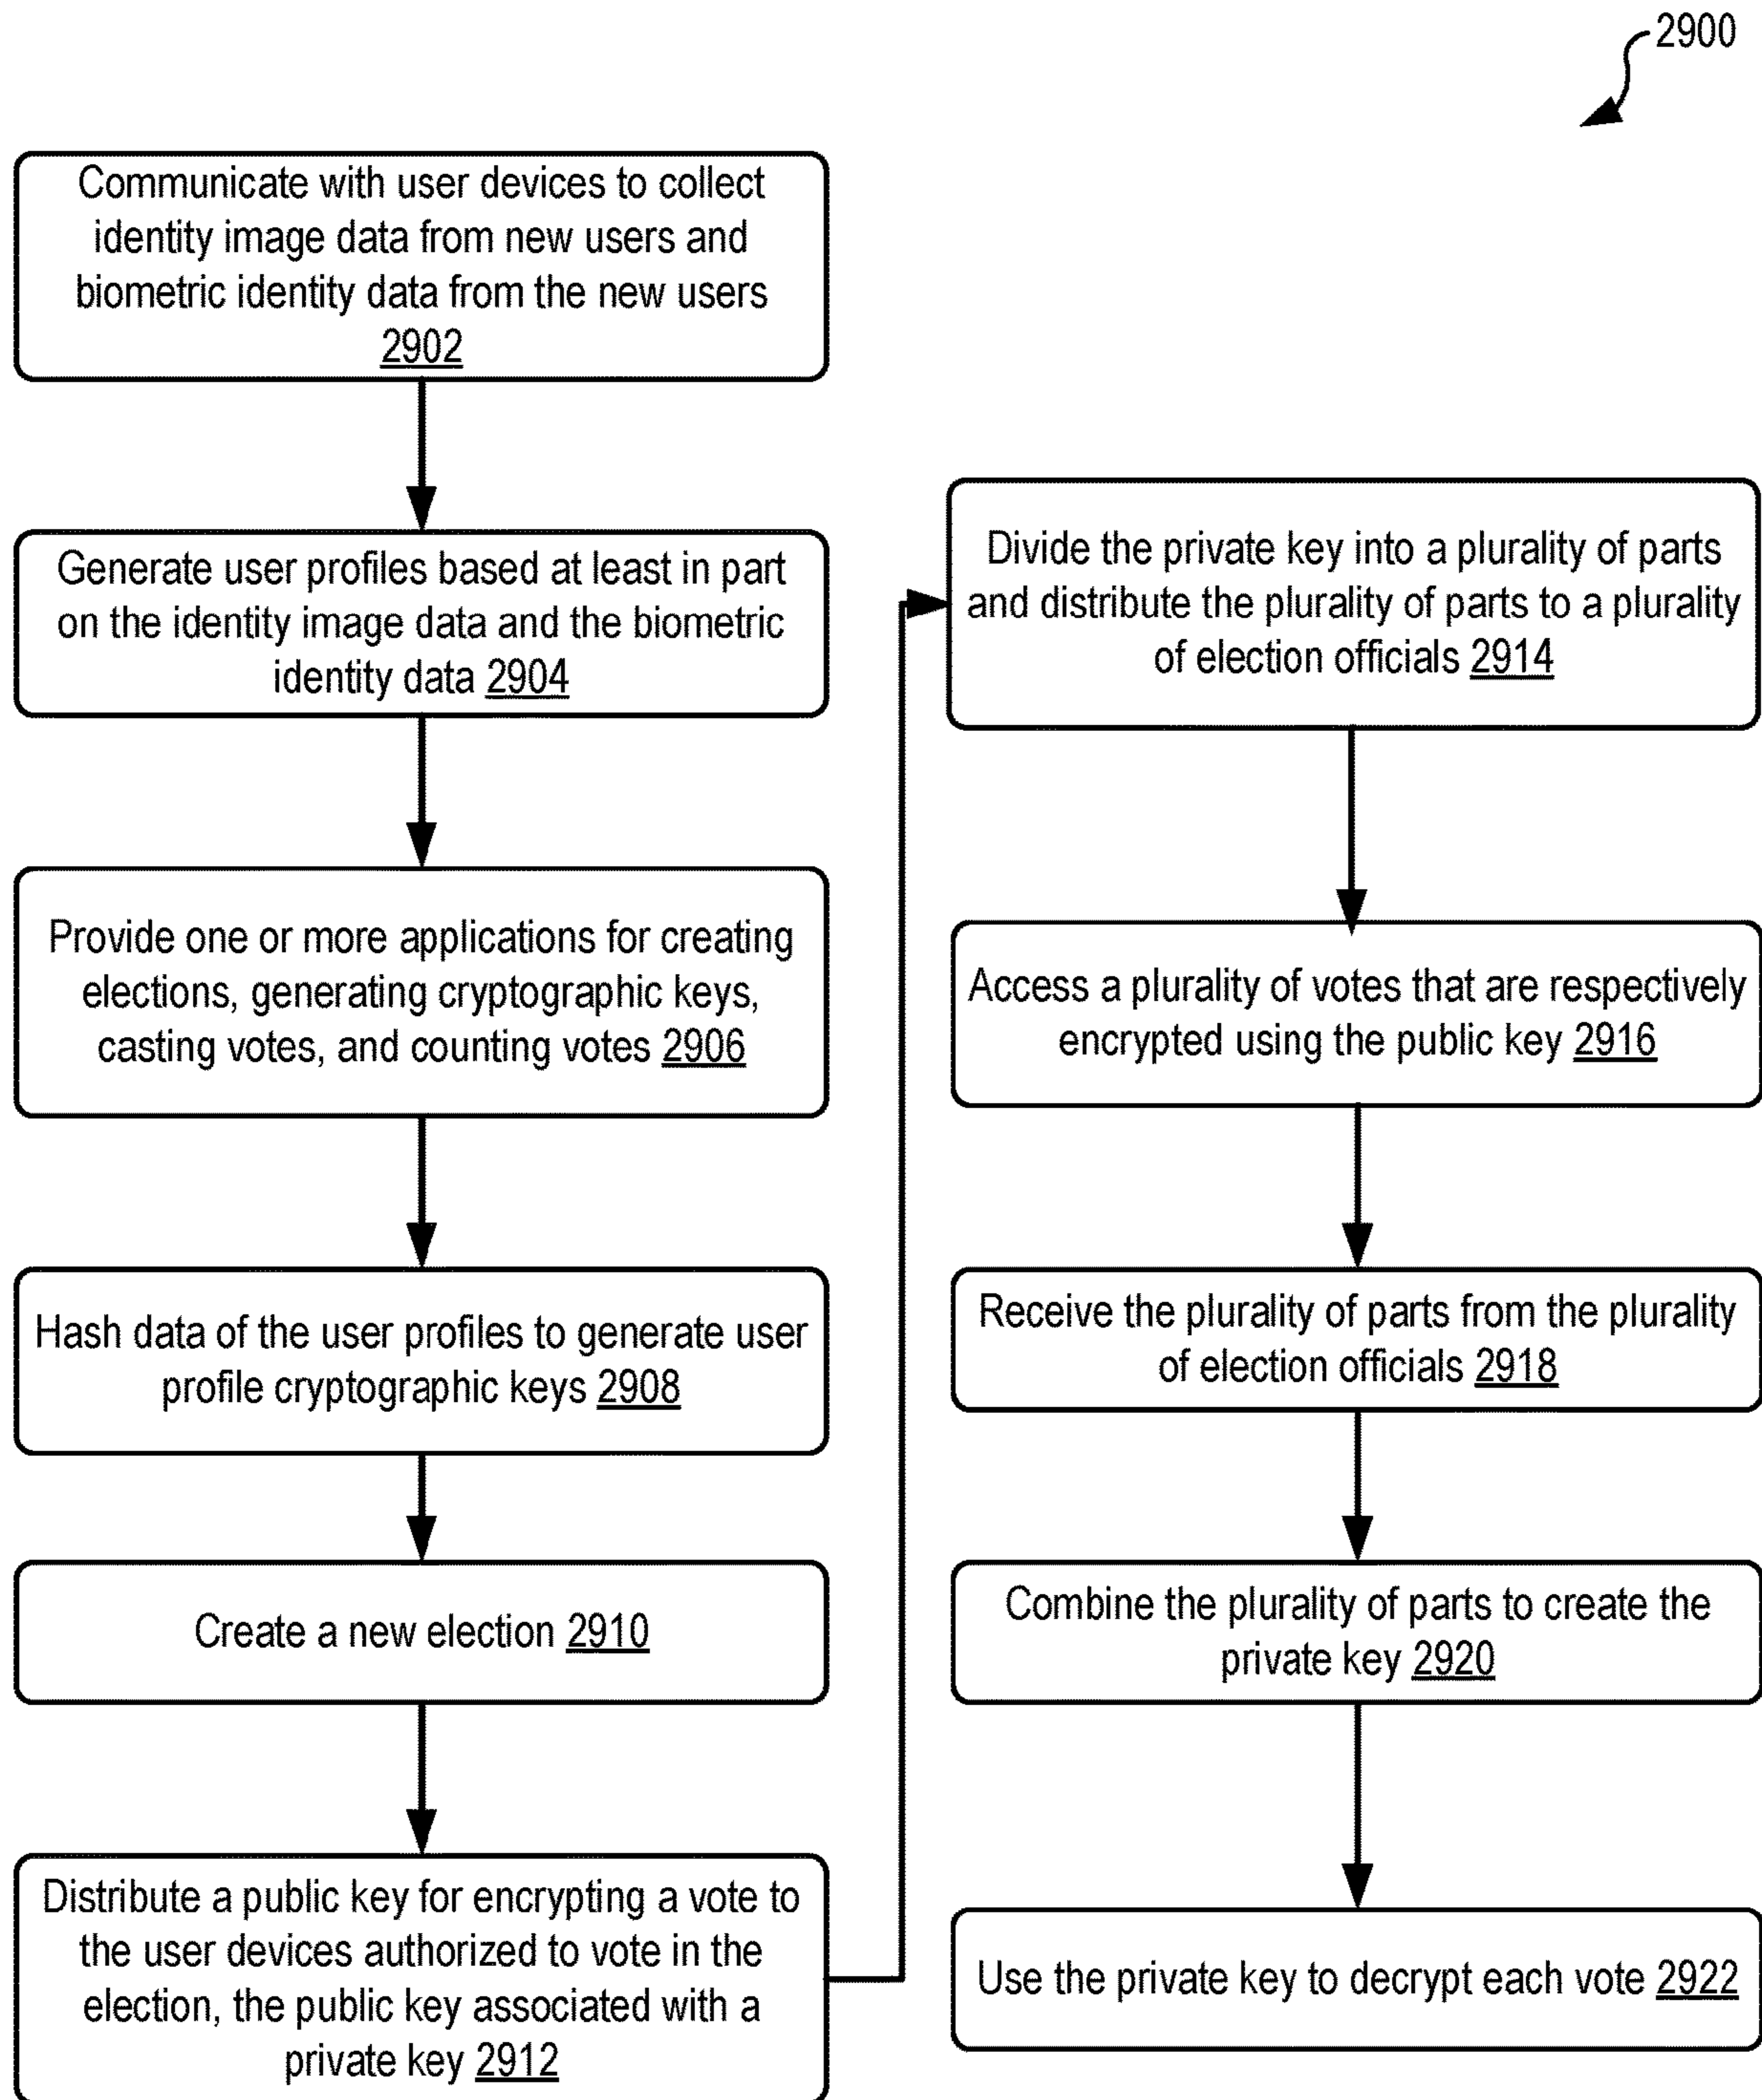 2900
Communicate with user devices to collect
identity image data from new users and
biometric identity data from the new users
2902
Generate user profiles based at least in part
on the identity image data and the biometric
identity data 2904
Provide one or more applications for creating
elections, generating cryptographic keys,
casting votes, and counting votes 2906
Hash data of the user profiles to generate user
profile cryptographic keys 2908
Create a new election 2910
Distribute a public key for encrypting a vote to
the user devices authorized to vote in the
election, the public key associated with a
private key 2912
Divide the private key into a plurality of parts
and distribute the plurality of parts to a plurality
of election officials 2914
Access a plurality of votes that are respectively
encrypted using the public key 2916
Receive the plurality of parts from the plurality
of election officials 2918
Combine the plurality of parts to create the
private key 2920
Use the private key to decrypt each vote 2922